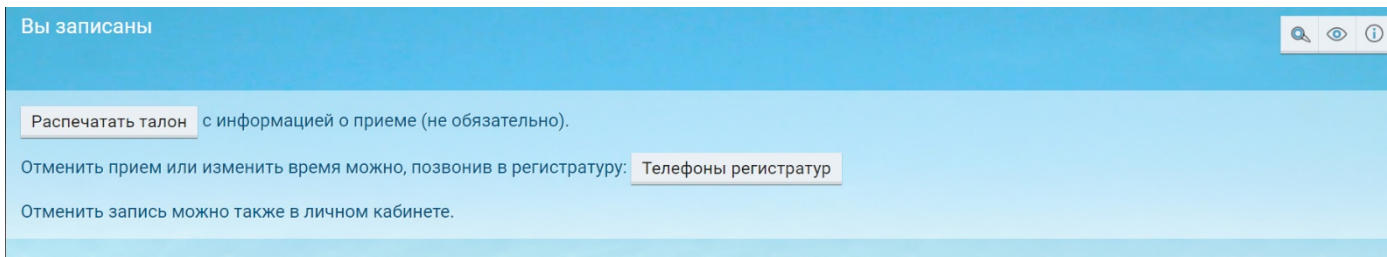 Вы записаны
Распечатать талон с информацией о приеме (не обязательно).
Отменить прием или изменить время можно, позвонив в регистратуру: Телефоны регистратур
Отменить запись можно также в личном кабинете.